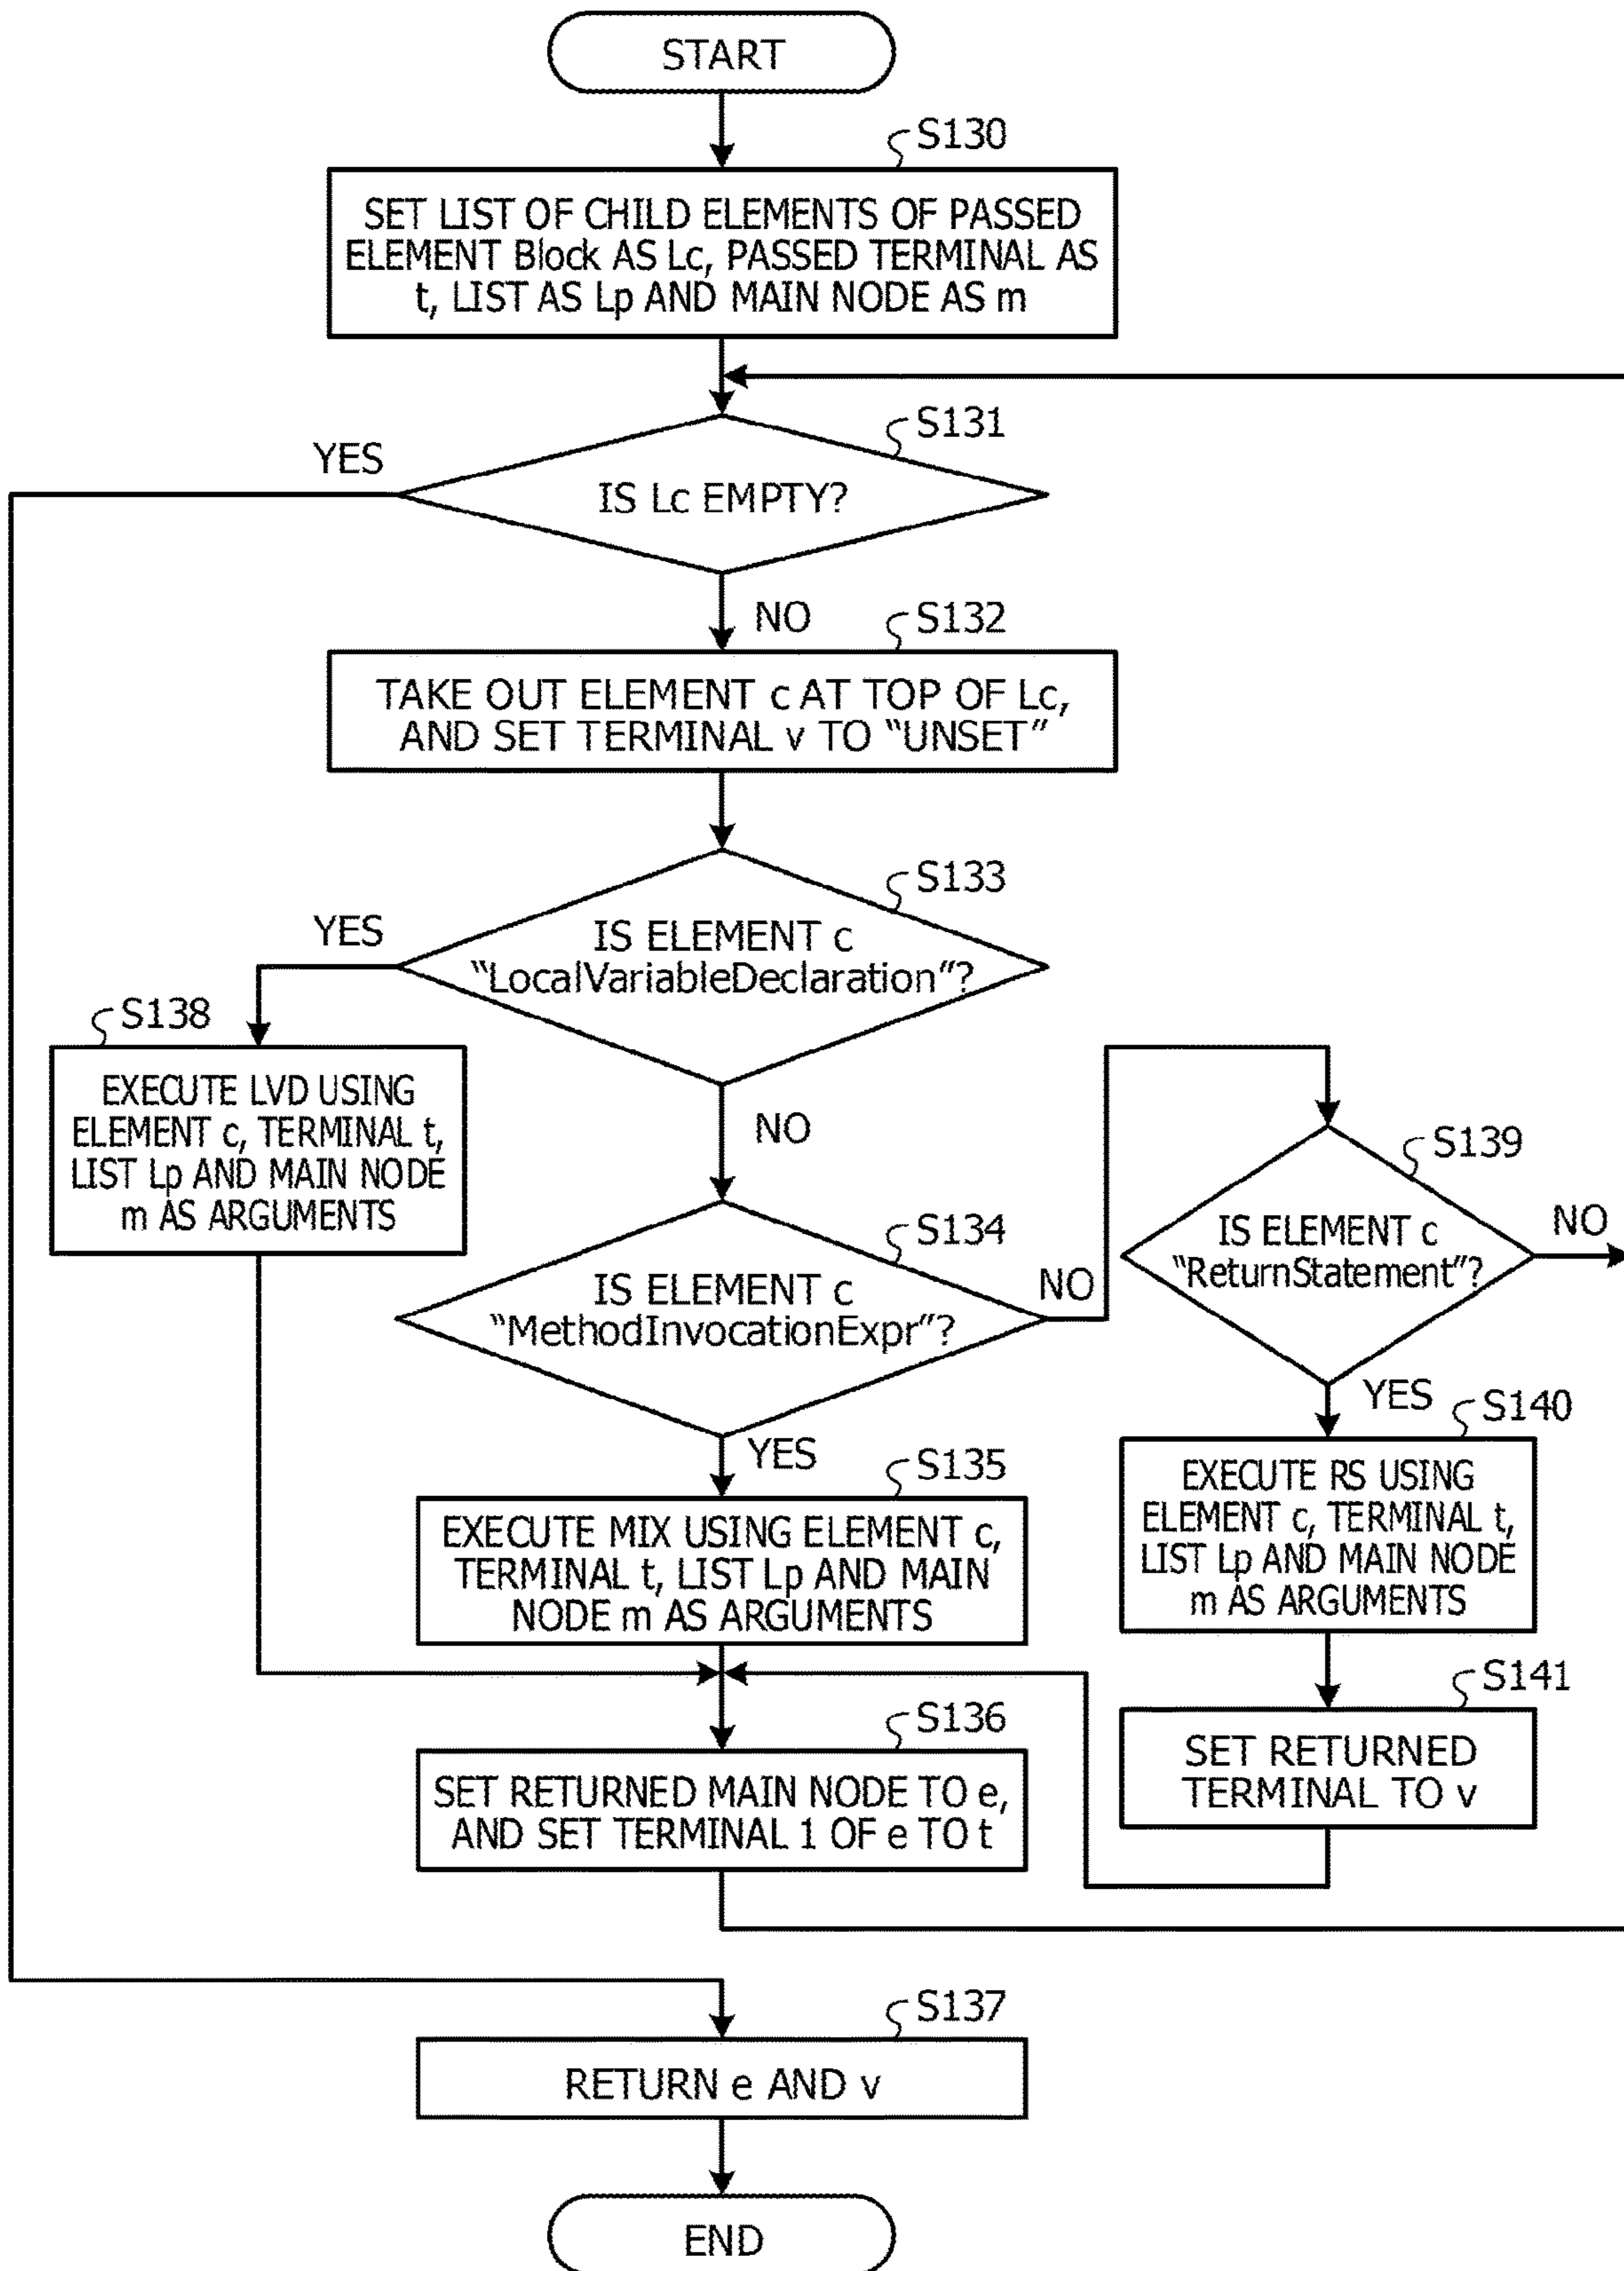 START
S130
SET LIST OF CHILD ELEMENTS OF PASSED
ELEMENT Block AS Lc, PASSED TERMINAL AS
t, LIST AS Lp AND MAIN NODE AS m
S131
YES
IS Lc EMPTY?
NO
S132
TAKE OUT ELEMENT c AT TOP OF Lc,
AND SET TERMINAL v TO “UNSET”
S133
YES
IS ELEMENT c
“LocalVariableDeclaration”?
S138
EXECUTE LVD USING
ELEMENT c, TERMINAL t,
LIST Lp AND MAIN NODE
m AS ARGUMENTS
NO
S134
IS ELEMENT c
“MethodInvocationExpr”?
NO
S139
IS ELEMENT c
“ReturnStatement”?
NO
YES
S135
EXECUTE MIX USING ELEMENT c,
TERMINAL t, LIST Lp AND MAIN
NODE m AS ARGUMENTS
YES
S140
EXECUTE RS USING
ELEMENT c, TERMINAL t,
LIST Lp AND MAIN NODE
m AS ARGUMENTS
S141
SET RETURNED
TERMINAL TO v
S136
SET RETURNED MAIN NODE TO e,
AND SET TERMINAL 1 OF e TO t
S137
RETURN e AND v
END